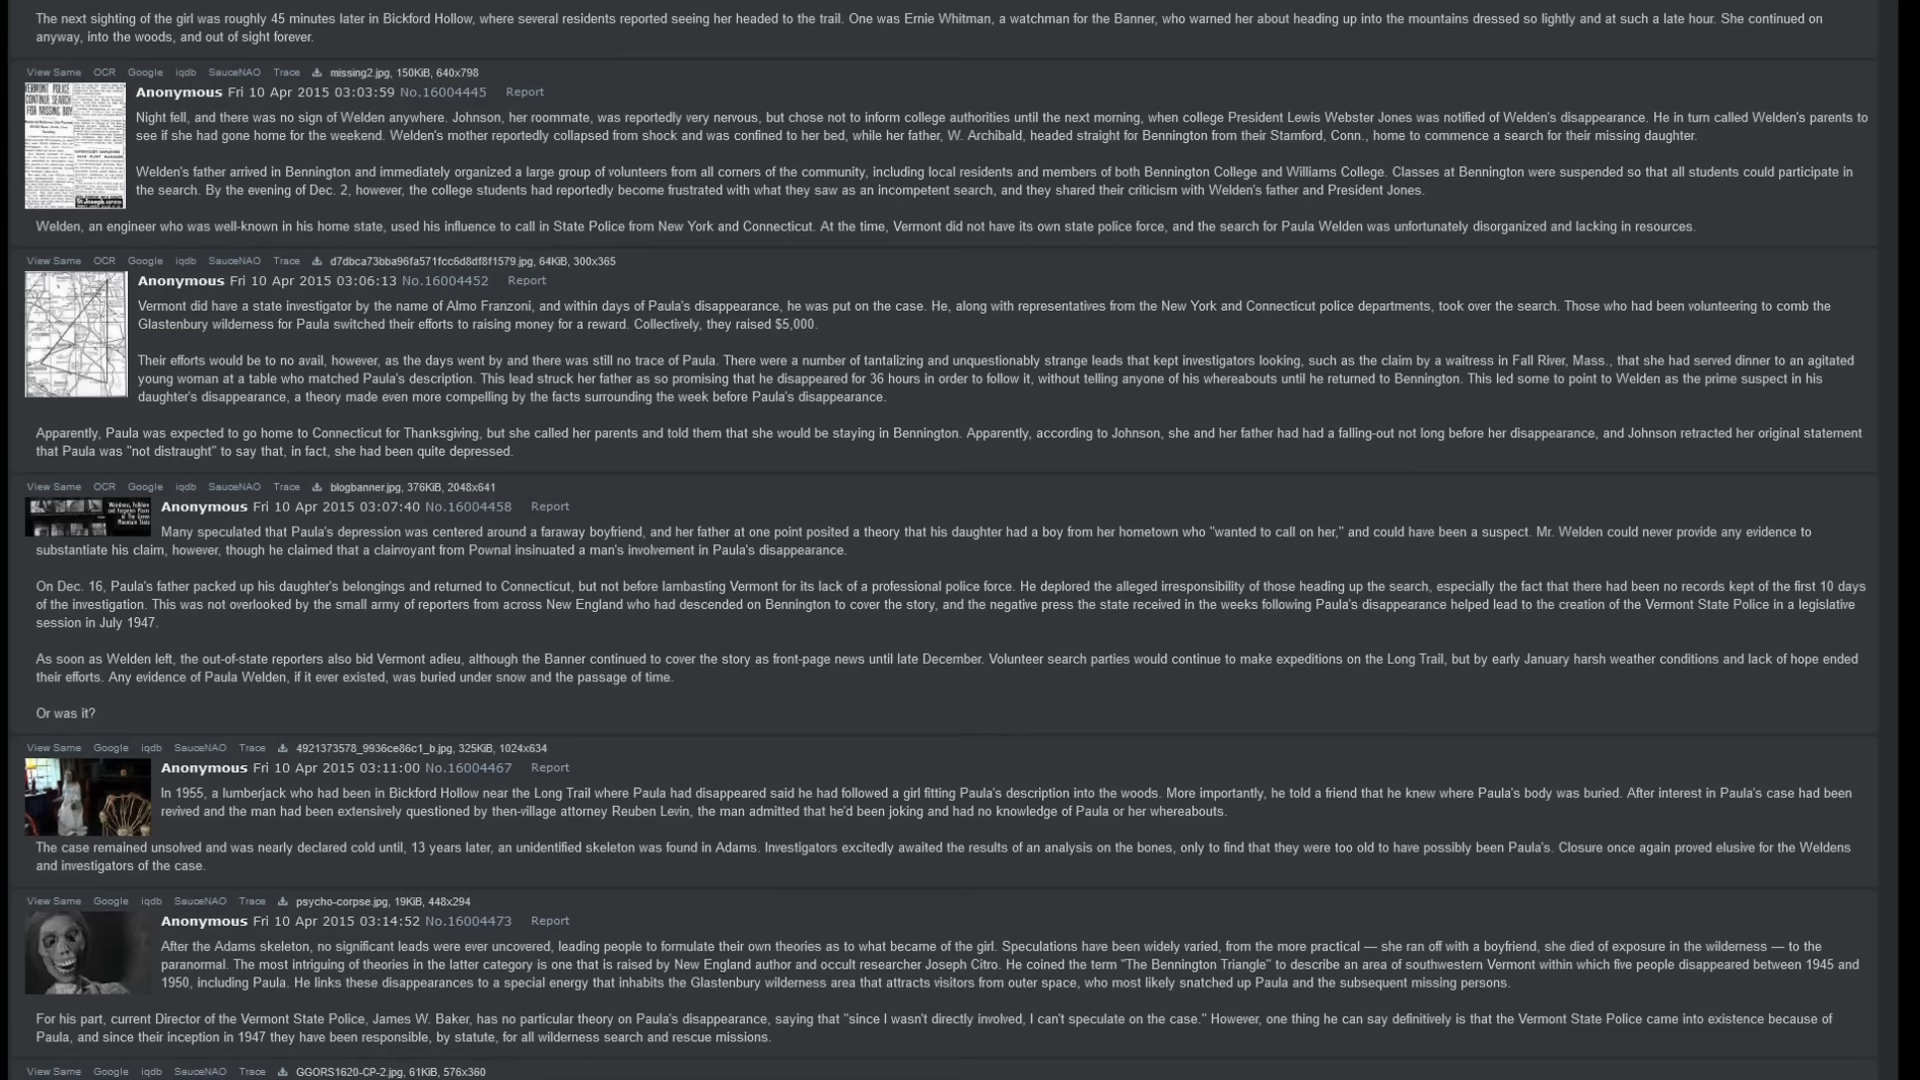 The next sighting of the girl was roughly 45 minutes later in Bickford Hollow, where several residents reported seeing her headed to the trail. One was Ernie Whitman, a watchman for the Banner, who warned her about heading up into the mountains dressed so lightly and at such a late hour. She continued on
anyway, into the woods, and out of sight forever.
View Same OCR Google iqdb SauceNAO Trace missing2.jpg, 150KiB, 640x798
VERMONT POLICE
CONTINUE SEARCH
FOR MISSING BOY
Anonymous Fri 10 Apr 2015 03:03:59 No.16004445 Report
Night fell, and there was no sign of Welden anywhere. Johnson, her roommate, was reportedly very nervous, but chose not to inform college authorities until the next morning, when college President Lewis Webster Jones was notified of Welden's disappearance. He in turn called Welden's parents to
see if she had gone home for the weekend. Welden's mother reportedly collapsed from shock and was confined to her bed, while her father, W. Archibald, headed straight for Bennington from their Stamford, Conn., home to commence a search for their missing daughter.
Welden's father arrived in Bennington and immediately organized a large group of volunteers from all corners of the community, including local residents and members of both Bennington College and Williams College. Classes at Bennington were suspended so that all students could participate in
the search. By the evening of Dec. 2, however, the college students had reportedly become frustrated with what they saw as an incompetent search, and they shared their criticism with Welden's father and President Jones.
Welden, an engineer who was well-known in his home state, used his influence to call in State Police from New York and Connecticut. At the time, Vermont did not have its own state police force, and the search for Paula Welden was unfortunately disorganized and lacking in resources.
View Same OCR Google iqdb SauceNAO Trace d7dbca73bba96fa571fcc6d8df8f1579.jpg, 64KiB, 300x365
Anonymous Fri 10 Apr 2015 03:06:13 No.16004452 Report
Vermont did have a state investigator by the name of Almo Franzoni, and within days of Paula's disappearance, he was put on the case. He, along with representatives from the New York and Connecticut police departments, took over the search. Those who had been volunteering to comb the
Glastenbury wilderness for Paula switched their efforts to raising money for a reward. Collectively, they raised $5,000.
Their efforts would be to no avail, however, as the days went by and there was still no trace of Paula. There were a number of tantalizing and unquestionably strange leads that kept investigators looking, such as the claim by a waitress in Fall River, Mass., that she had served dinner to an agitated
young woman at a table who matched Paula's description. This lead struck her father as so promising that he disappeared for 36 hours in order to follow it, without telling anyone of his whereabouts until he returned to Bennington. This led some to point to Welden as the prime suspect in his
daughter's disappearance, a theory made even more compelling by the facts surrounding the week before Paula's disappearance.
Apparently, Paula was expected to go home to Connecticut for Thanksgiving, but she called her parents and told them that she would be staying in Bennington. Apparently, according to Johnson, she and her father had had a falling-out not long before her disappearance, and Johnson retracted her original statement
that Paula was "not distraught" to say that, in fact, she had been quite depressed.
View Same OCR Google iqdb SauceNAO Trace blogbanner.jpg, 376KiB, 2048x641
Anonymous Fri 10 Apr 2015 03:07:40 No.16004458 Report
Many speculated that Paula's depression was centered around a faraway boyfriend, and her father at one point posited a theory that his daughter had a boy from her hometown who "wanted to call on her," and could have been a suspect. Mr. Welden could never provide any evidence to
substantiate his claim, however, though he claimed that a clairvoyant from Pownal insinuated a man's involvement in Paula's disappearance.
On Dec. 16, Paula's father packed up his daughter's belongings and returned to Connecticut, but not before lambasting Vermont for its lack of a professional police force. He deplored the alleged irresponsibility of those heading up the search, especially the fact that there had been no records kept of the first 10 days
of the investigation. This was not overlooked by the small army of reporters from across New England who had descended on Bennington to cover the story, and the negative press the state received in the weeks following Paula's disappearance helped lead to the creation of the Vermont State Police in a legislative
session in July 1947.
As soon as Welden left, the out-of-state reporters also bid Vermont adieu, although the Banner continued to cover the story as front-page news until late December. Volunteer search parties would continue to make expeditions on the Long Trail, but by early January harsh weather conditions and lack of hope ended
their efforts. Any evidence of Paula Welden, if it ever existed, was buried under snow and the passage of time.
Or was it?
View Same Google iqdb SauceNAO Trace 4921373578_9936ce86c1_b.jpg, 325KiB, 1024x634
Anonymous Fri 10 Apr 2015 03:11:00 No.16004467 Report
In 1955, a lumberjack who had been in Bickford Hollow near the Long Trail where Paula had disappeared said he had followed a girl fitting Paula's description into the woods. More importantly, he told a friend that he knew where Paula's body was buried. After interest in Paula's case had been
revived and the man had been extensively questioned by then-village attorney Reuben Levin, the man admitted that he'd been joking and had no knowledge of Paula or her whereabouts.
The case remained unsolved and was nearly declared cold until, 13 years later, an unidentified skeleton was found in Adams. Investigators excitedly awaited the results of an analysis on the bones, only to find that they were too old to have possibly been Paula's. Closure once again proved elusive for the Weldens
and investigators of the case.
View Same Google iqdb SauceNAO Trace psycho-corpse.jpg, 19KiB, 448x294
Anonymous Fri 10 Apr 2015 03:14:52 No.16004473 Report
After the Adams skeleton, no significant leads were ever uncovered, leading people to formulate their own theories as to what became of the girl. Speculations have been widely varied, from the more practical — she ran off with a boyfriend, she died of exposure in the wilderness — to the
paranormal. The most intriguing of theories in the latter category is one that is raised by New England author and occult researcher Joseph Citro. He coined the term "The Bennington Triangle" to describe an area of southwestern Vermont within which five people disappeared between 1945 and
1950, including Paula. He links these disappearances to a special energy that inhabits the Glastenbury wilderness area that attracts visitors from outer space, who most likely snatched up Paula and the subsequent missing persons.
For his part, current Director of the Vermont State Police, James W. Baker, has no particular theory on Paula's disappearance, saying that "since I wasn't directly involved, I can't speculate on the case." However, one thing he can say definitively is that the Vermont State Police came into existence because of
Paula, and since their inception in 1947 they have been responsible, by statute, for all wilderness search and rescue missions.
View Same Google iqdb SauceNAO Trace GGORS1620-CP-2.jpg, 61KiB, 576x360